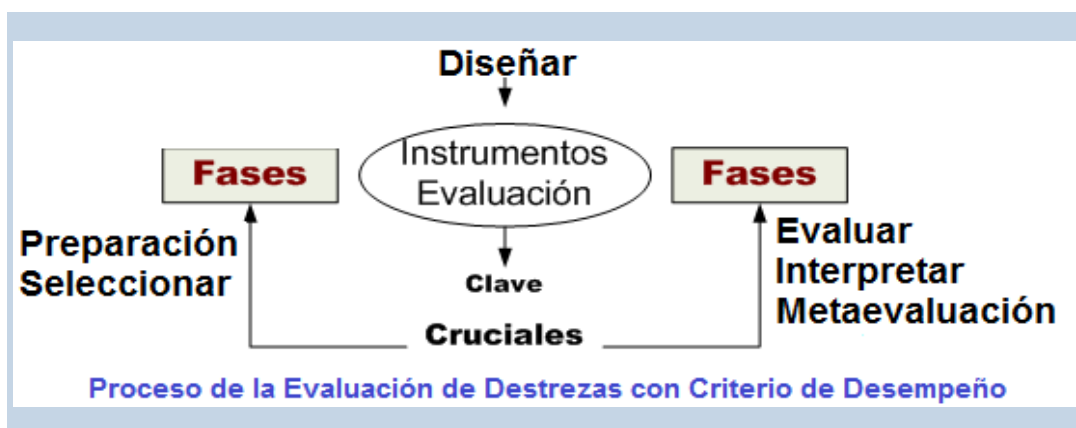 Diseñar
Instrumentos
Evaluación
Fases
Fases
Preparación
Seleccionar
Evaluar
Interpretar
Metaevaluación
Clave
Cruciales
Proceso de la Evaluación de Destrezas con Criterio de Desempeño